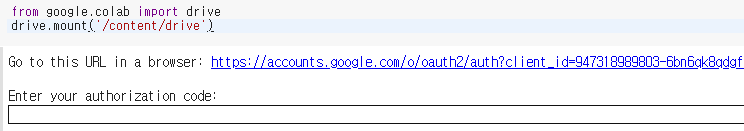 from google.colab import drive
drive.mount('/content/drive')
Go to this URL in a browser: https://accounts.google.com/o/oauth2/auth?client_id=947318989803-6bn6qk8qdgf
Enter your authorization code: